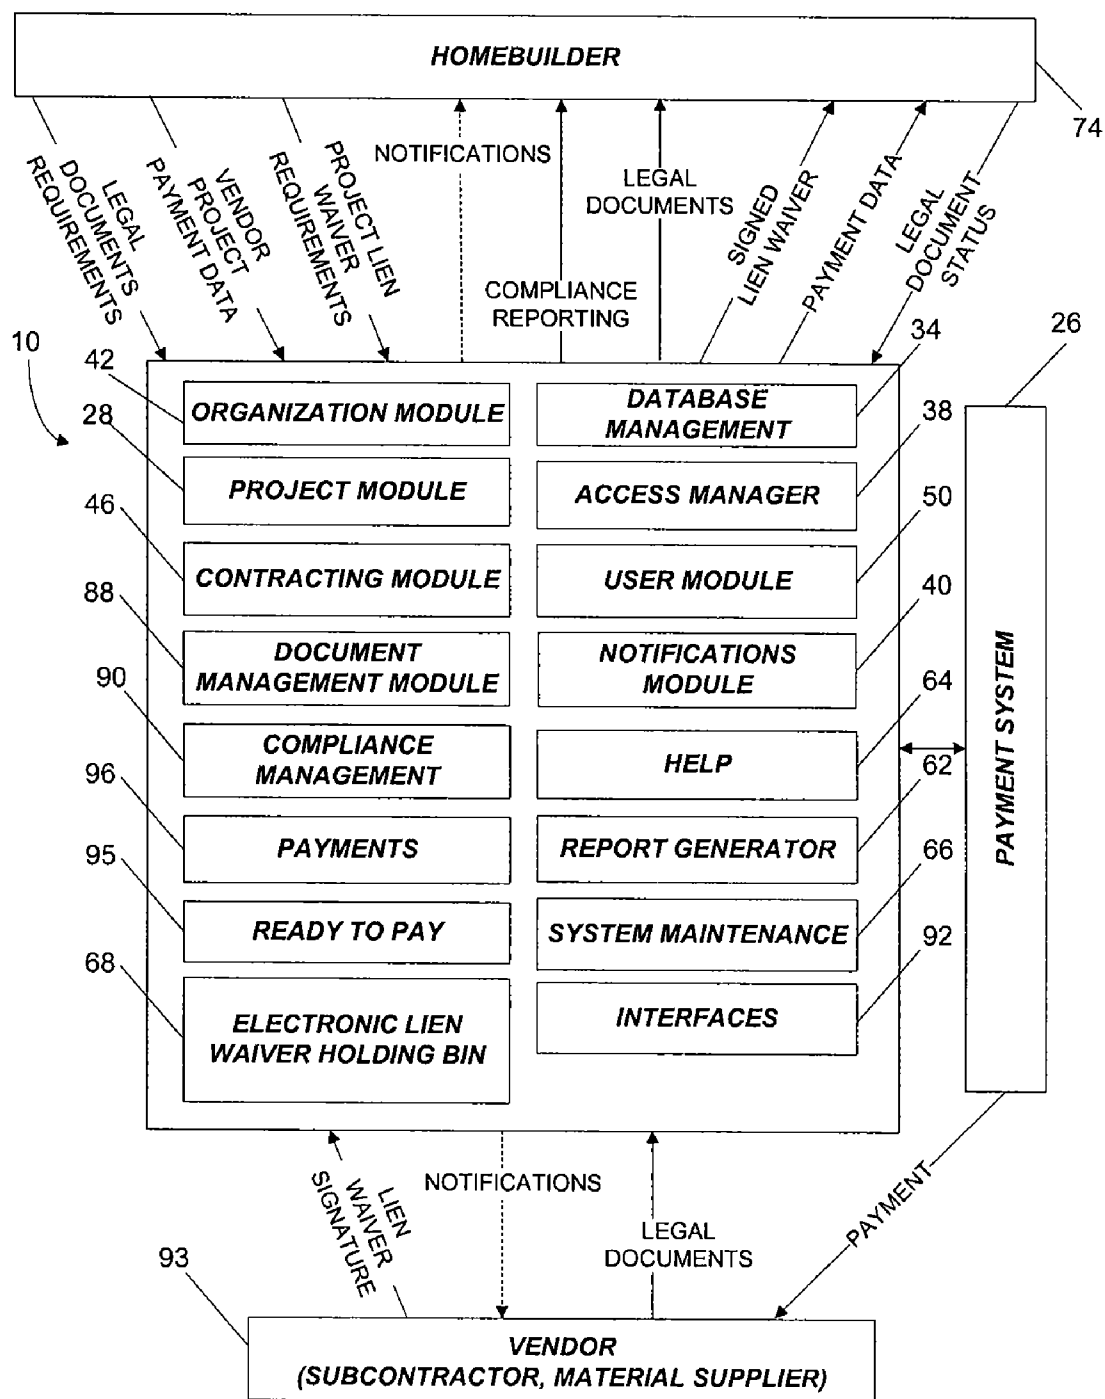 HOMEBUILDER
74
LEGAL
DOCUMENTS
REQUIREMENTS
VENDOR
PROJECT
PAYMENT DATA
PROJECT LIEN
WAIVER
REQUIREMENTS
NOTIFICATIONS
COMPLIANCE
REPORTING
LEGAL
DOCUMENTS
SIGNED
LIEN WAIVER
PAYMENT DATA
LEGAL
DOCUMENT
STATUS
10
42
28
46
88
90
96
95
68
ORGANIZATION MODULE
PROJECT MODULE
CONTRACTING MODULE
DOCUMENT
MANAGEMENT MODULE
COMPLIANCE
MANAGEMENT
PAYMENTS
READY TO PAY
ELECTRONIC LIEN
WAIVER HOLDING BIN
DATABASE
MANAGEMENT
ACCESS MANAGER
USER MODULE
NOTIFICATIONS
MODULE
HELP
REPORT GENERATOR
SYSTEM MAINTENANCE
INTERFACES
34
38
50
40
64
62
66
92
26
PAYMENT SYSTEM
LIEN
WAIVER
SIGNATURE
NOTIFICATIONS
LEGAL
DOCUMENTS
PAYMENT
93
VENDOR
(SUBCONTRACTOR, MATERIAL SUPPLIER)